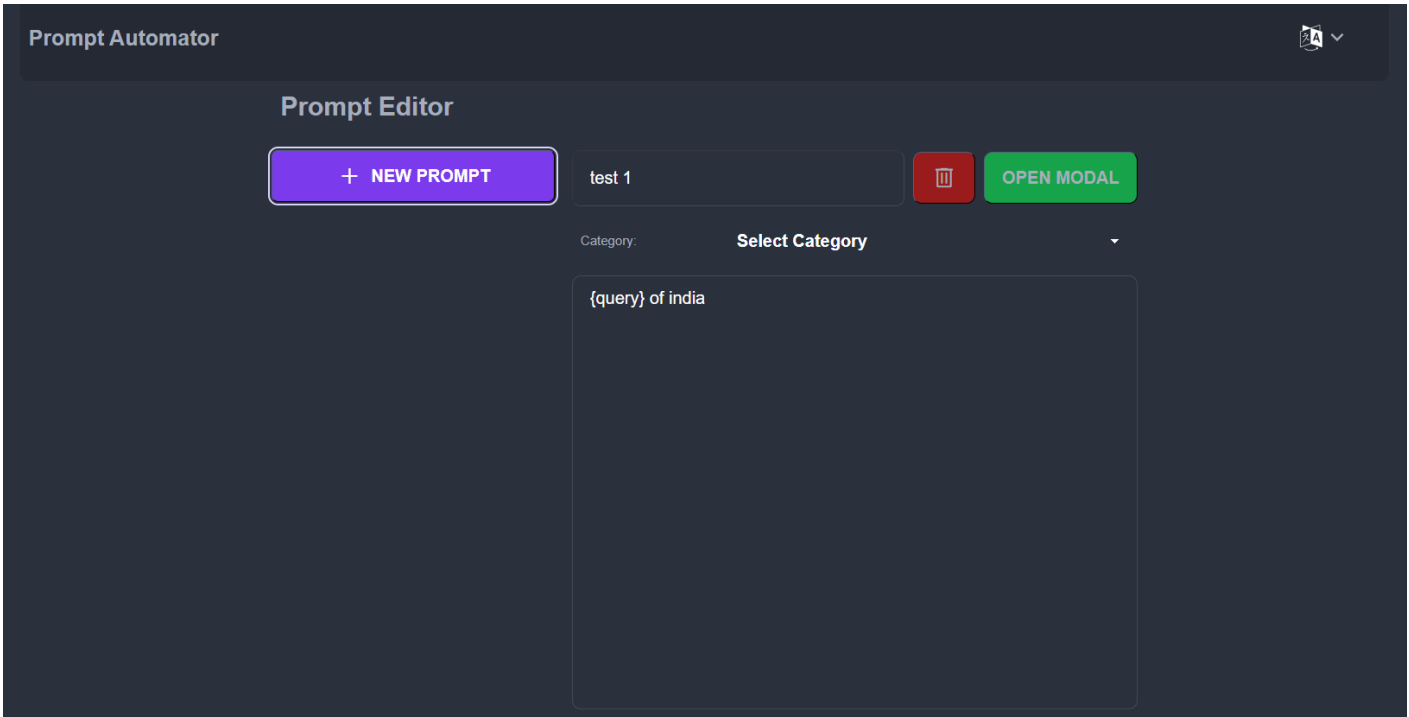 Prompt Automator
Prompt Editor
+ NEW PROMPT
test 1
OPEN MODAL
Category:
Select Category
{query} of india